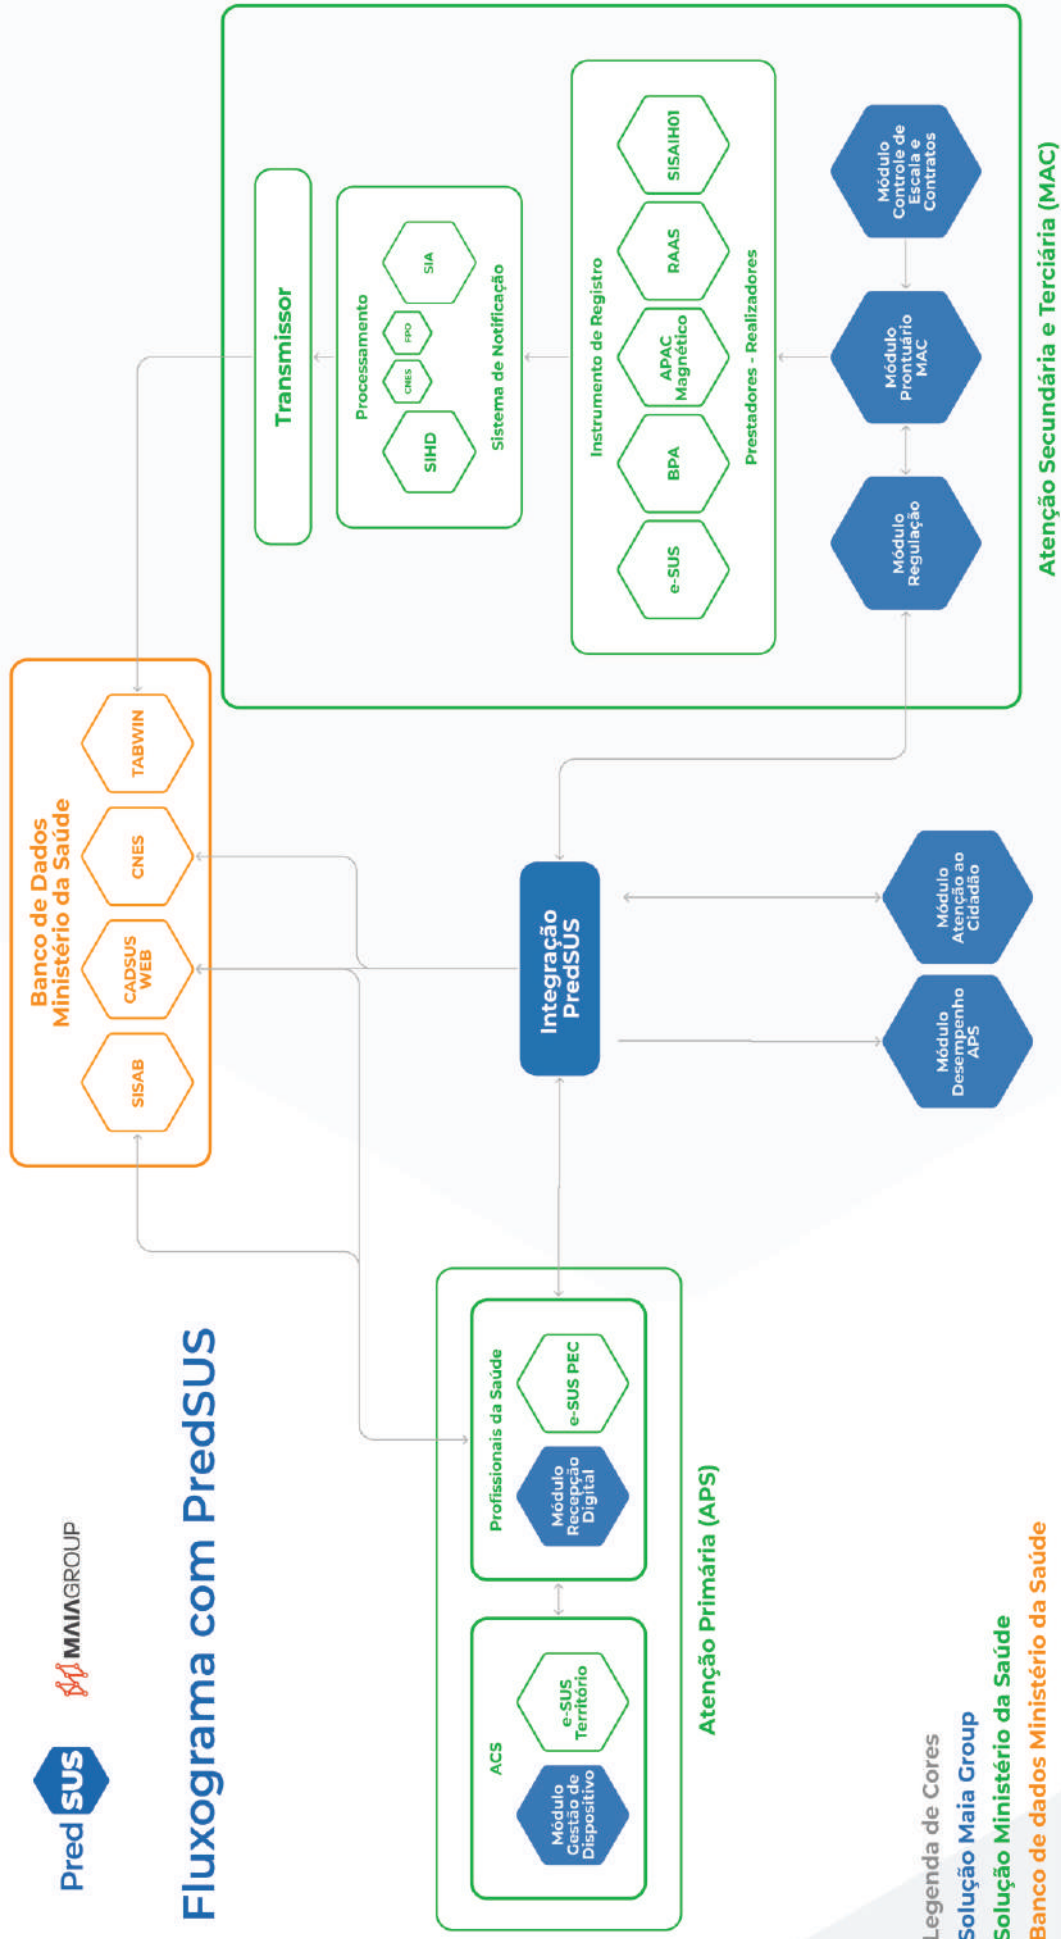 Pred SUS
MAIAGROUP
Fluxograma com PredSUS
Banco de Dados
Ministério da Saúde
SISAB
CADSUS
WEB
CNES
TABWIN
ACS
Módulo
Gestão de
Dispositivo
e-SUS
Território
Profissionais da Saúde
Módulo
Recepção
Digital
e-SUS PEC
Atenção Primária (APS)
Integração
PredSUS
Módulo
Desempenho
APS
Módulo
Atenção ao
Cidadão
Transmissor
Processamento
SIHD
CNES
FPO
SIA
Sistema de Notificação
Instrumento de Registro
e-SUS
BPA
APAC
Magnético
RAAS
SISAIH01
Prestadores - Realizadores
Módulo
Regulação
Módulo
Prontuário
MAC
Módulo
Controle de
Escala e
Contratos
Atenção Secundária e Terciária (MAC)
Legenda de Cores
Solução Maia Group
Solução Ministério da Saúde
Banco de dados Ministério da Saúde